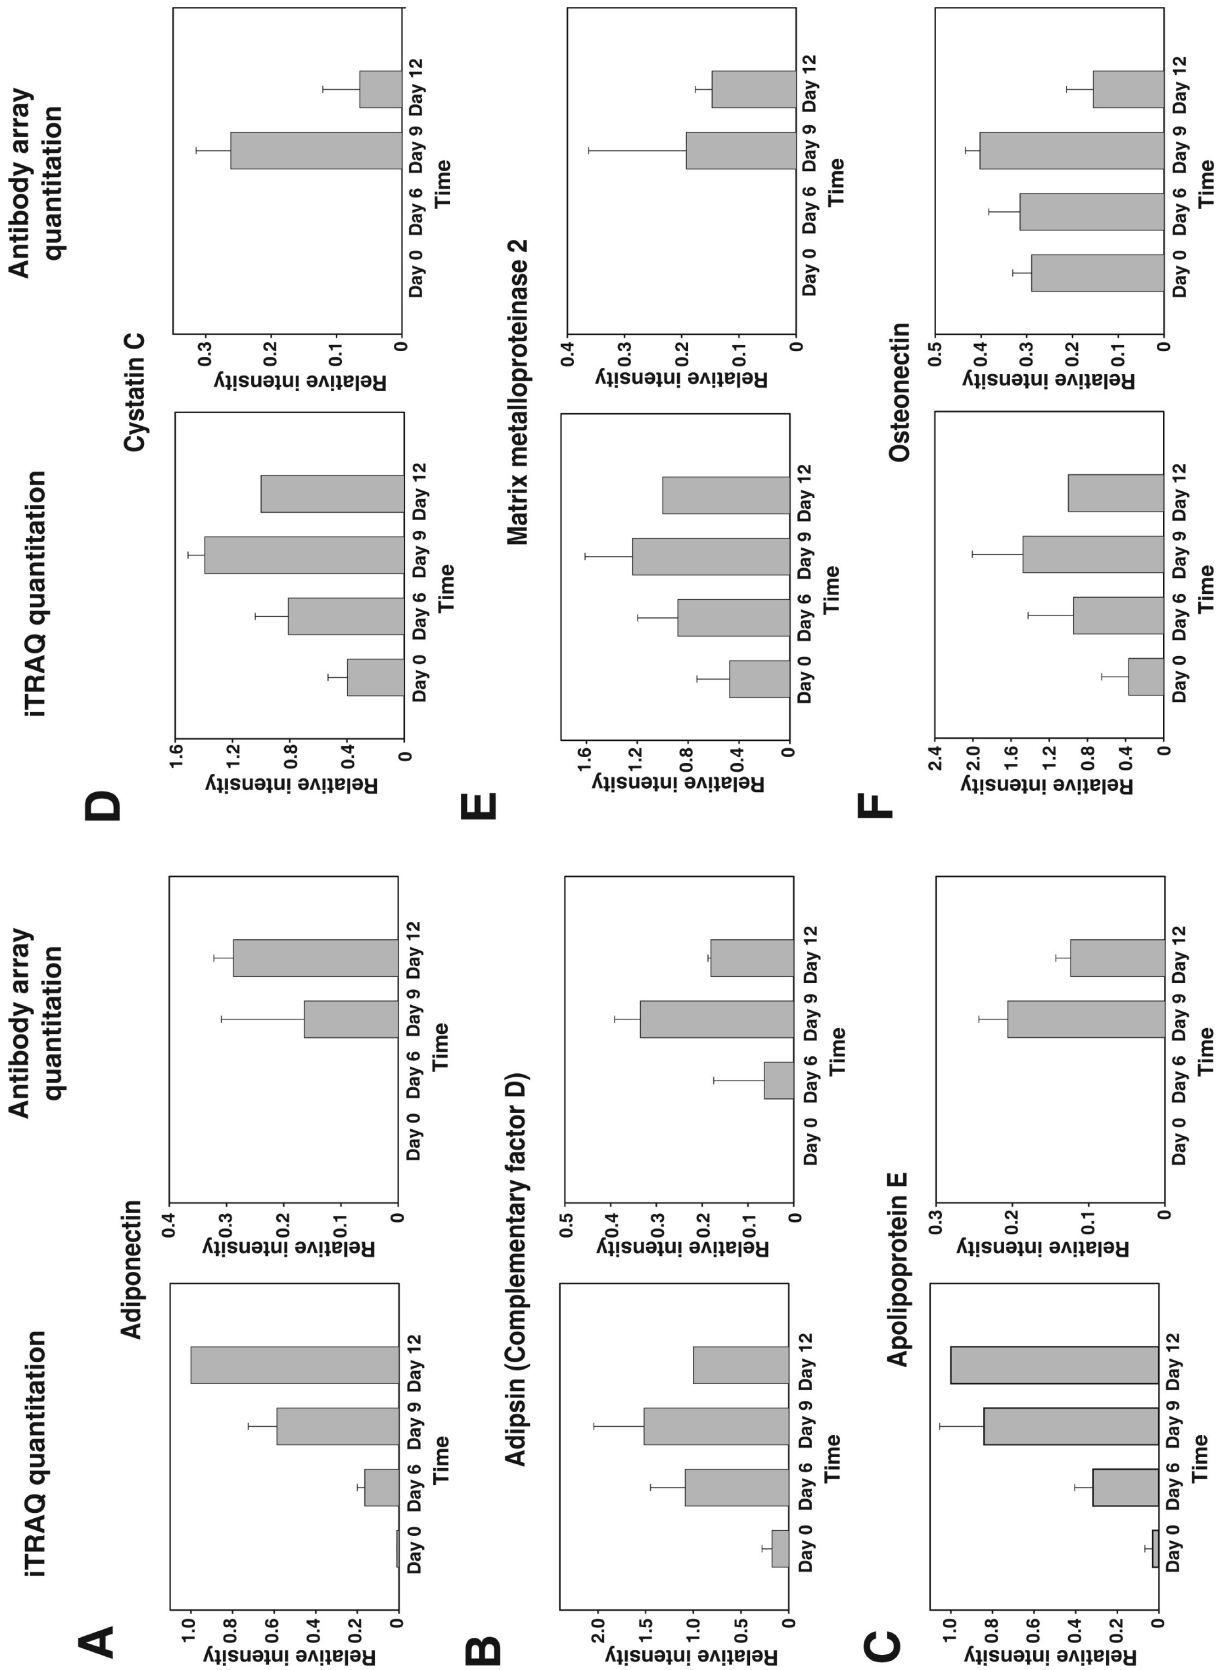 iTRAQ quantitation
Antibody array
quantitation
A
Adiponectin
Relative intensity
1.0
0.8
0.6
0.4
0.2
0
Day 0 Day 6 Day 9 Day 12
Time
Relative intensity
0.4
0.3
0.2
0.1
0
Day 0 Day 6 Day 9 Day 12
Time
B
Adipsin (Complementary factor D)
Relative intensity
2.0
1.5
1.0
0.5
0
Day 0 Day 6 Day 9 Day 12
Time
Relative intensity
0.5
0.4
0.3
0.2
0.1
0
Day 0 Day 6 Day 9 Day 12
Time
C
Apolipoprotein E
Relative intensity
1.0
0.8
0.6
0.4
0.2
0
Day 0 Day 6 Day 9 Day 12
Time
Relative intensity
0.3
0.2
0.1
0
Day 0 Day 6 Day 9 Day 12
Time
iTRAQ quantitation
Antibody array
quantitation
D
Cystatin C
Relative intensity
1.6
1.2
0.8
0.4
0
Day 0 Day 6 Day 9 Day 12
Time
Relative intensity
0.3
0.2
0.1
0
Day 0 Day 6 Day 9 Day 12
Time
E
Matrix metalloproteinase 2
Relative intensity
1.6
1.2
0.8
0.4
0
Day 0 Day 6 Day 9 Day 12
Time
Relative intensity
0.4
0.3
0.2
0.1
0
Day 0 Day 6 Day 9 Day 12
Time
F
Osteonectin
Relative intensity
2.4
2.0
1.6
1.2
0.8
0.4
0
Day 0 Day 6 Day 9 Day 12
Time
Relative intensity
0.5
0.4
0.3
0.2
0.1
0
Day 0 Day 6 Day 9 Day 12
Time